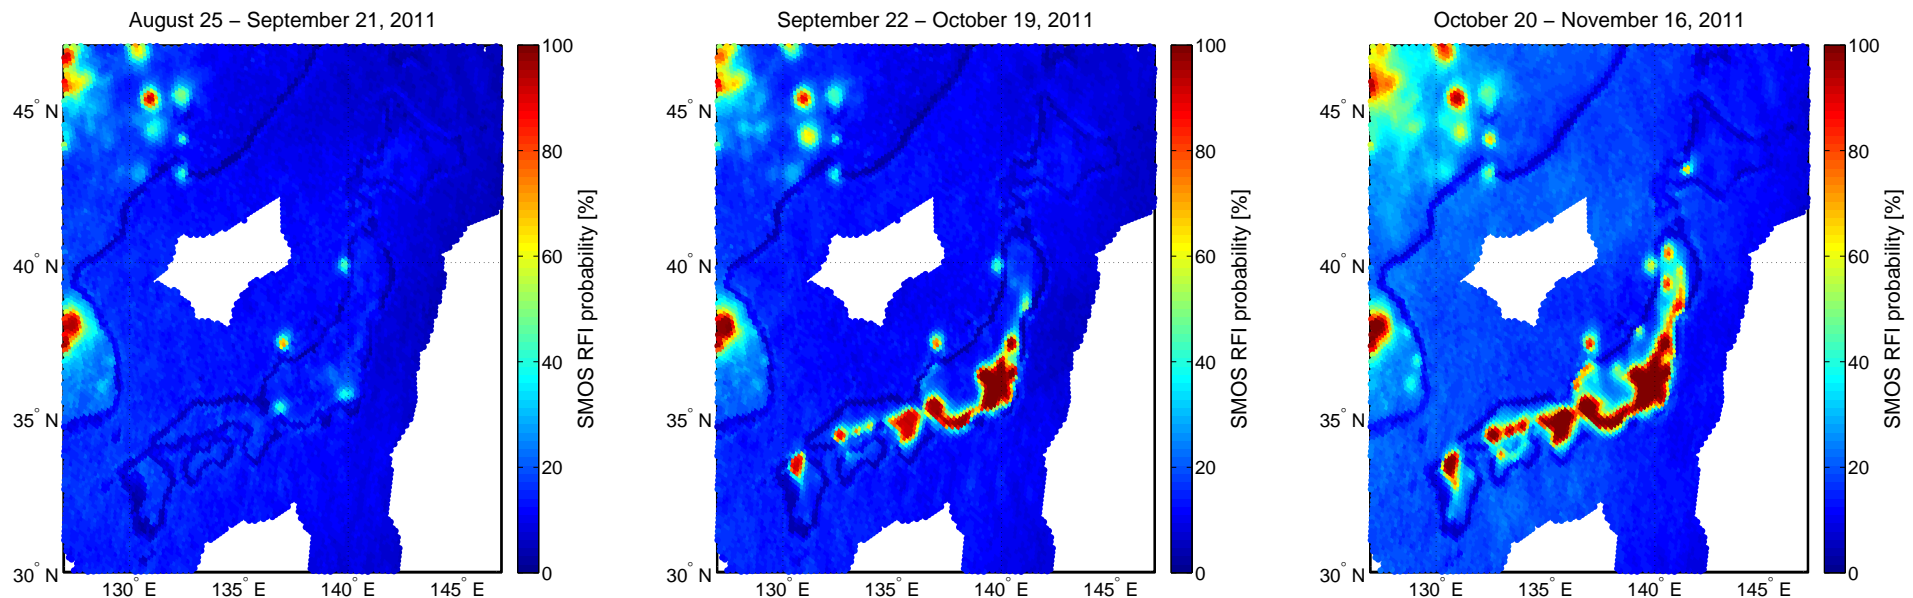 August 25 – September 21, 2011
45° N
40° N
35° N
30° N
130° E
135° E
140° E
145° E
100
80
60
40
20
0
SMOS RFI probability [%]
September 22 – October 19, 2011
45° N
40° N
35° N
30° N
130° E
135° E
140° E
145° E
100
80
60
40
20
0
SMOS RFI probability [%]
October 20 – November 16, 2011
45° N
40° N
35° N
30° N
130° E
135° E
140° E
145° E
100
80
60
40
20
0
SMOS RFI probability [%]